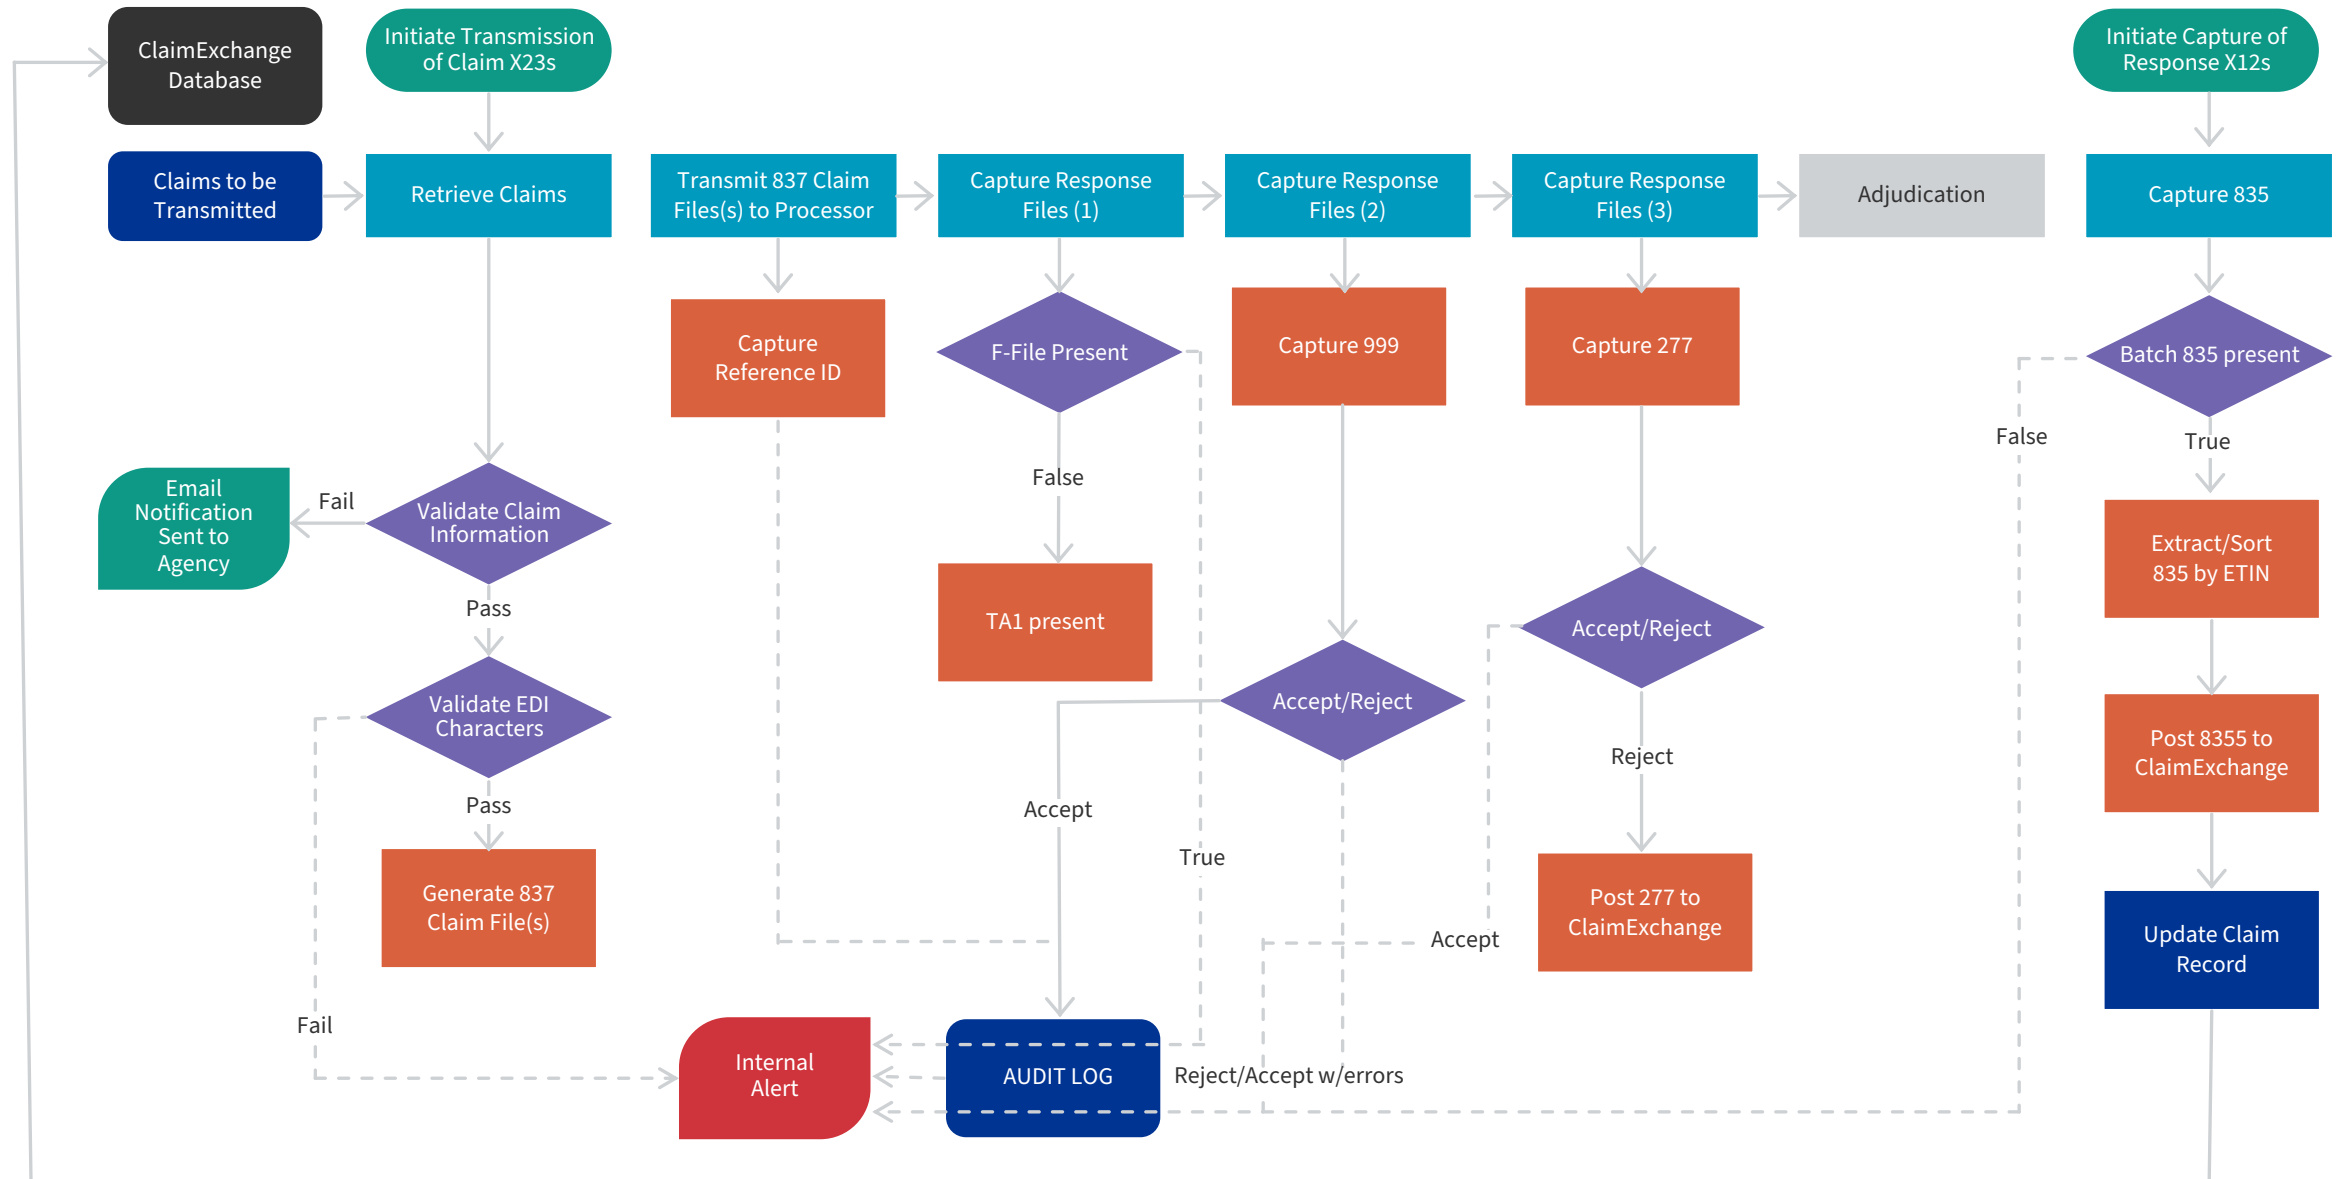 ClaimExchange
Database
Initiate Transmission
of Claim X23s
Initiate Capture of
Response X12s
Claims to be
Transmitted
Retrieve Claims
Transmit 837 Claim
Files(s) to Processor
Capture Response
Files (1)
Capture Response
Files (2)
Capture Response
Files (3)
Adjudication
Capture 835
Capture
Reference ID
F-File Present
Capture 999
Capture 277
Batch 835 present
False
True
Email
Notification
Sent to
Agency
Fail
Validate Claim
Information
False
Extract/Sort
835 by ETIN
Pass
TA1 present
Accept/Reject
Validate EDI
Characters
Accept/Reject
Reject
Post 8355 to
ClaimExchange
Pass
Accept
True
Generate 837
Claim File(s)
Accept
Post 277 to
ClaimExchange
Update Claim
Record
Fail
Internal
Alert
AUDIT LOG
Reject/Accept w/errors